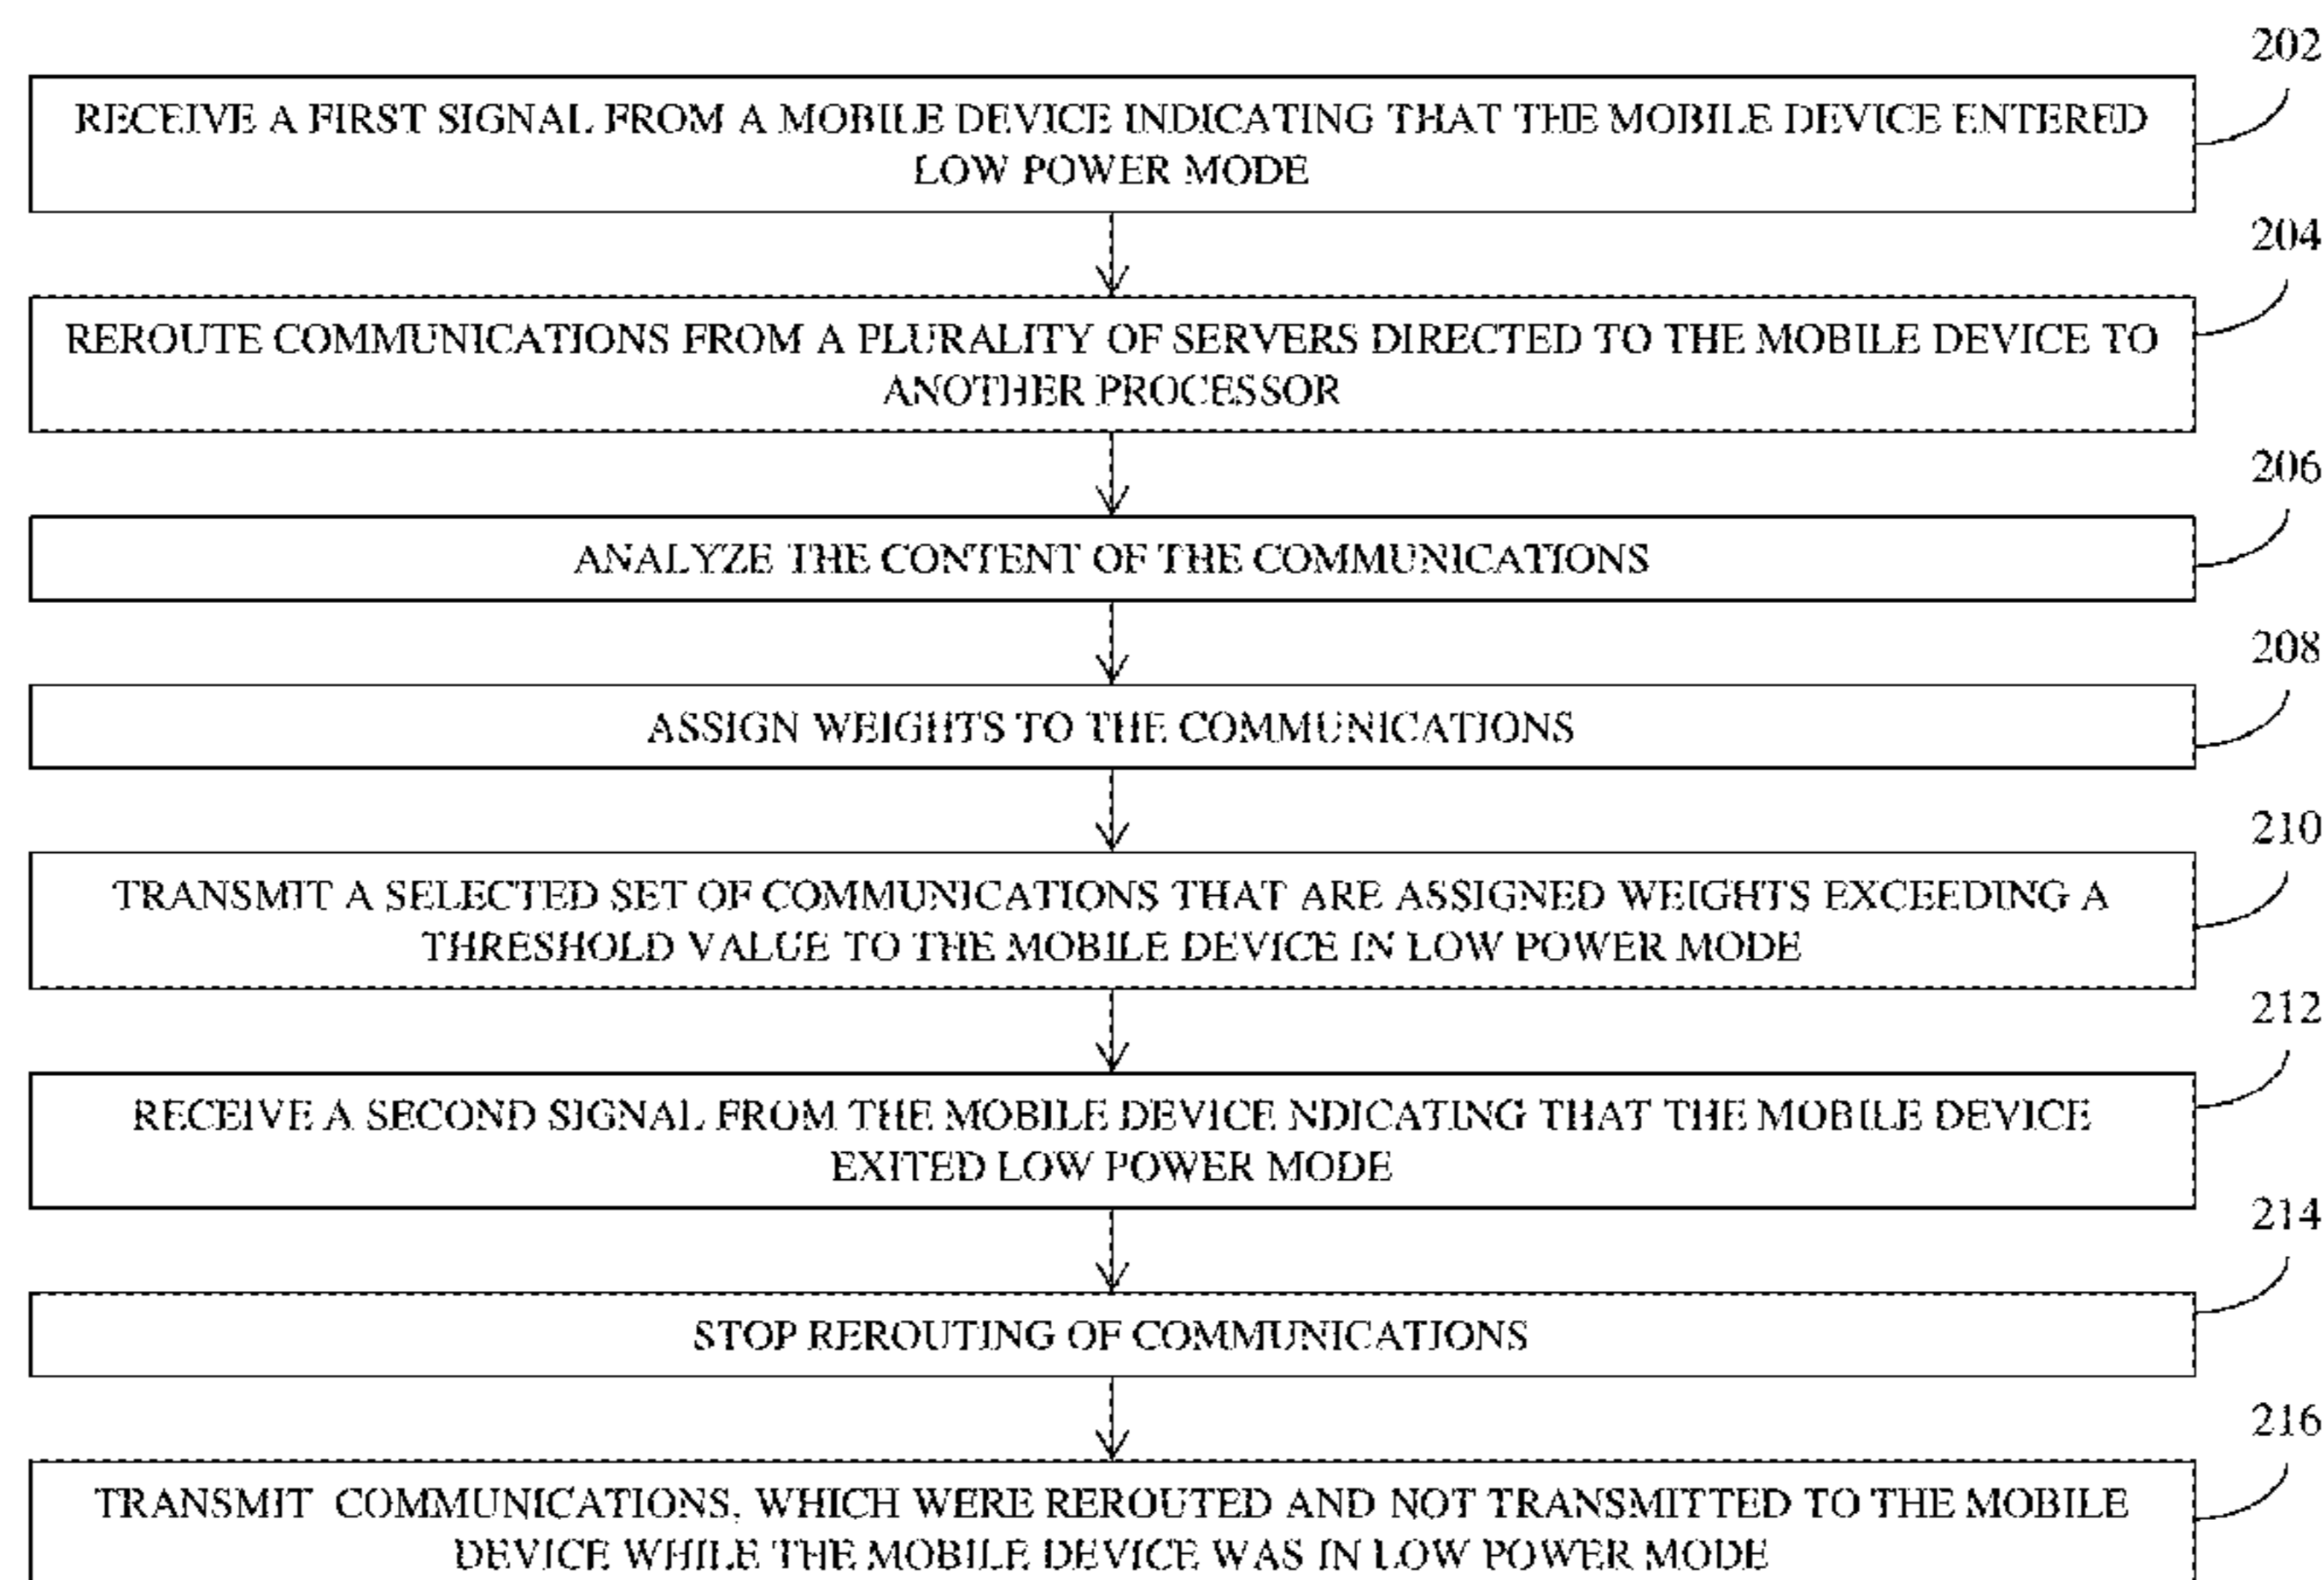 202
RECEIVE A FIRST SIGNAL FROM A MOBILE DEVICE INDICATING THAT THE MOBILE DEVICE ENTERED
LOW POWER MODE
204
REROUTE COMMUNICATIONS FROM A PLURALITY OF SERVERS DIRECTED TO THE MOBILE DEVICE TO
ANOTHER PROCESSOR
206
ANALYZE THE CONTENT OF THE COMMUNICATIONS
208
ASSIGN WEIGHTS TO THE COMMUNICATIONS
210
TRANSMIT A SELECTED SET OF COMMUNICATIONS THAT ARE ASSIGNED WEIGHTS EXCEEDING A
THRESHOLD VALUE TO THE MOBILE DEVICE IN LOW POWER MODE
212
RECEIVE A SECOND SIGNAL FROM THE MOBILE DEVICE NDICATING THAT THE MOBILE DEVICE
EXITED LOW POWER MODE
214
STOP REROUTING OF COMMUNICATIONS
216
TRANSMIT COMMUNICATIONS, WHICH WERE REROUTED AND NOT TRANSMITTED TO THE MOBILE
DEVICE WHILE THE MOBILE DEVICE WAS IN LOW POWER MODE